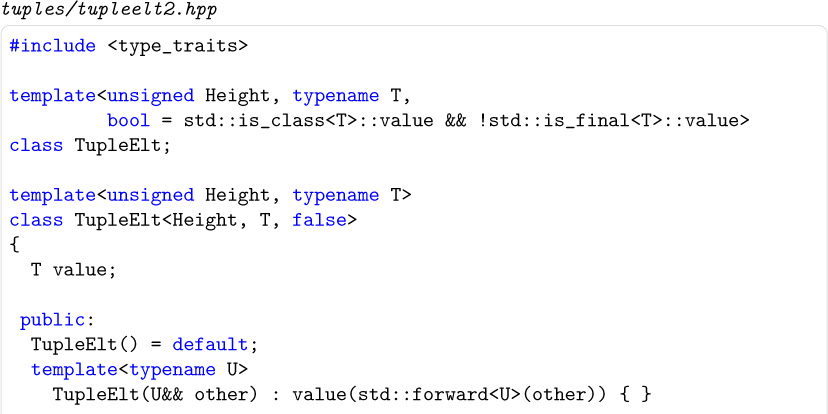 tuples/tupleelt2.hpp
#include <type_traits>
template<unsigned Height, typename T,
         bool = std::is_class<T>::value && !std::is_final<T>::value>
class TupleElt;
template<unsigned Height, typename T>
class TupleElt<Height, T, false>
{
  T value;
 public:
  TupleElt() = default;
  template<typename U>
    TupleElt(U&& other) : value(std::forward<U>(other)) { }